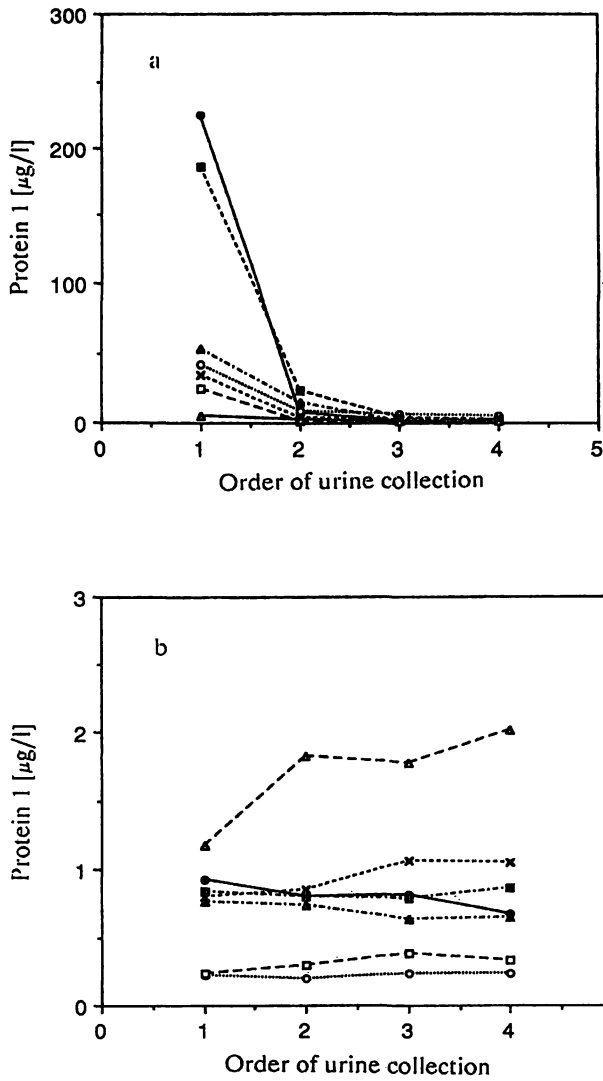 a
Protein 1 [μg/l]
300
200
100
0
0 1 2 3 4 5
Order of urine collection
b
Protein 1 [μg/l]
3
2
1
0
0 1 2 3 4
Order of urine collection